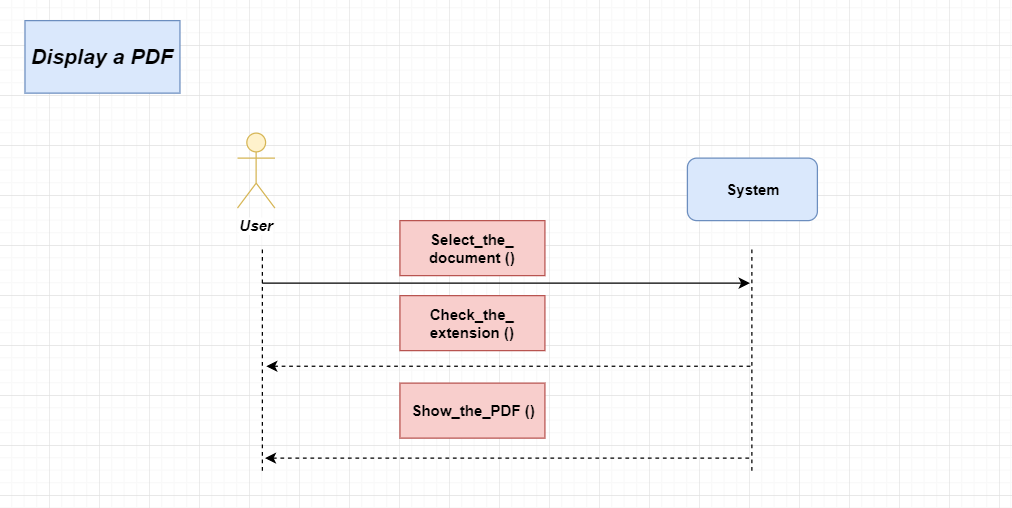 Display a PDF
User
System
Select_the_
document ()
Check_the_
extension ()
Show_the_PDF ()